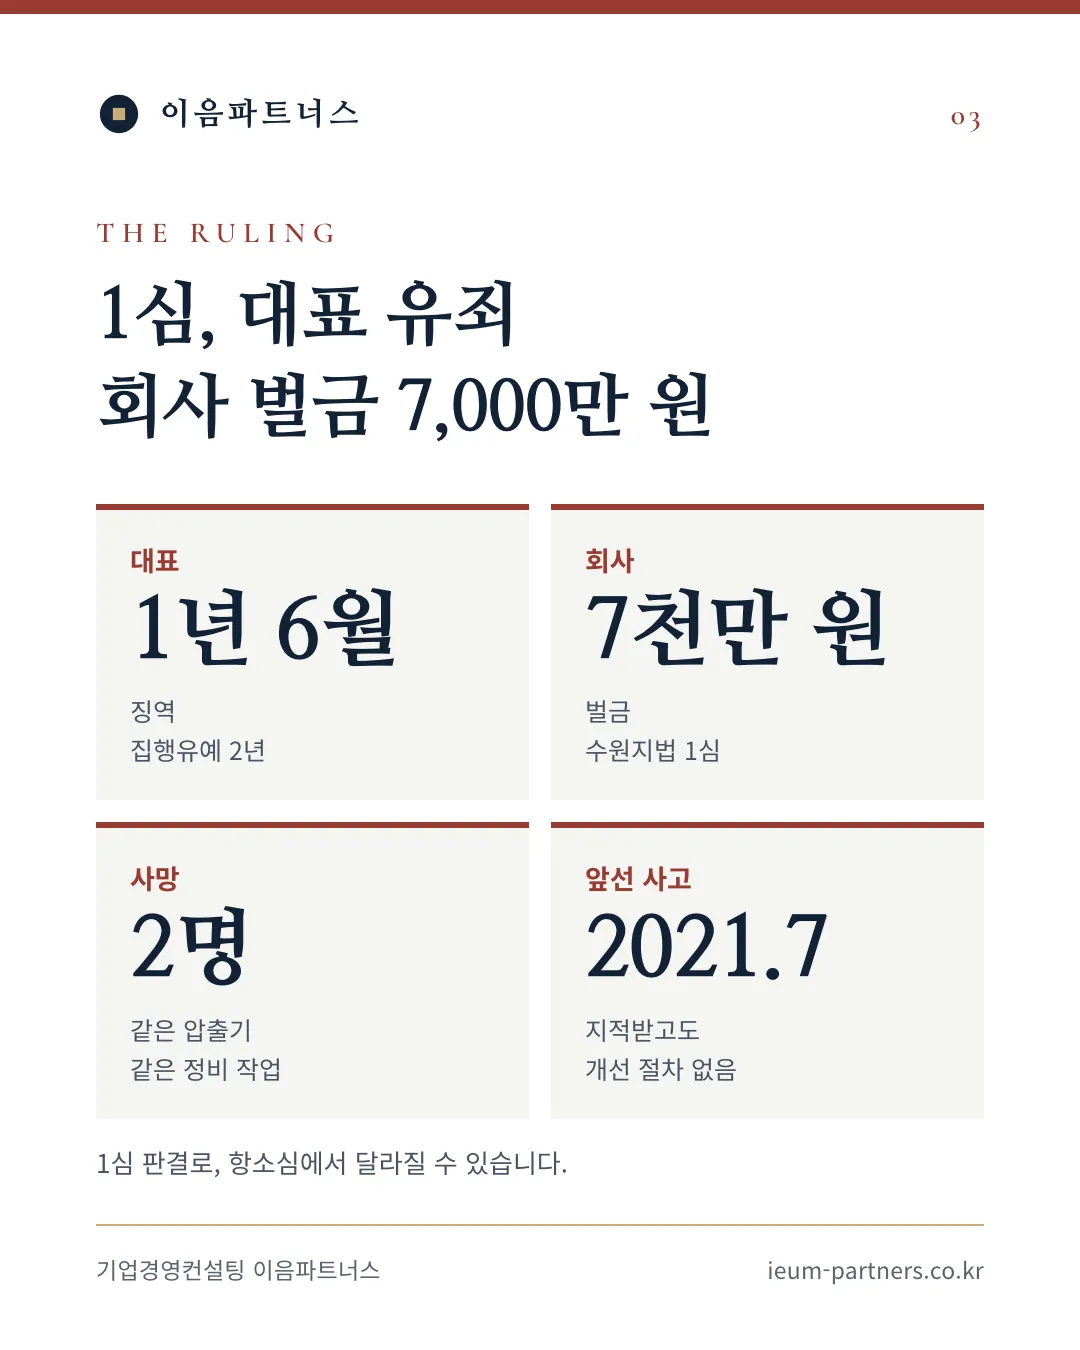 이음파트너스
03
THE RULING
1심, 대표 유죄
회사 벌금 7,000만 원
대표
1년 6월
징역
집행유예 2년
회사
7천만 원
벌금
수원지법 1심
사망
2명
같은 압출기
같은 정비 작업
앞선 사고
2021.7
지적받고도
개선 절차 없음
1심 판결로, 항소심에서 달라질 수 있습니다.
기업경영컨설팅 이음파트너스
ieum-partners.co.kr